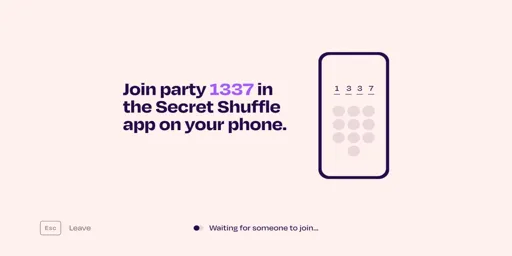 Join party 1337 in
the Secret Shuffle
app on your phone.
1 3 3 7
Esc Leave
Waiting for someone to join...